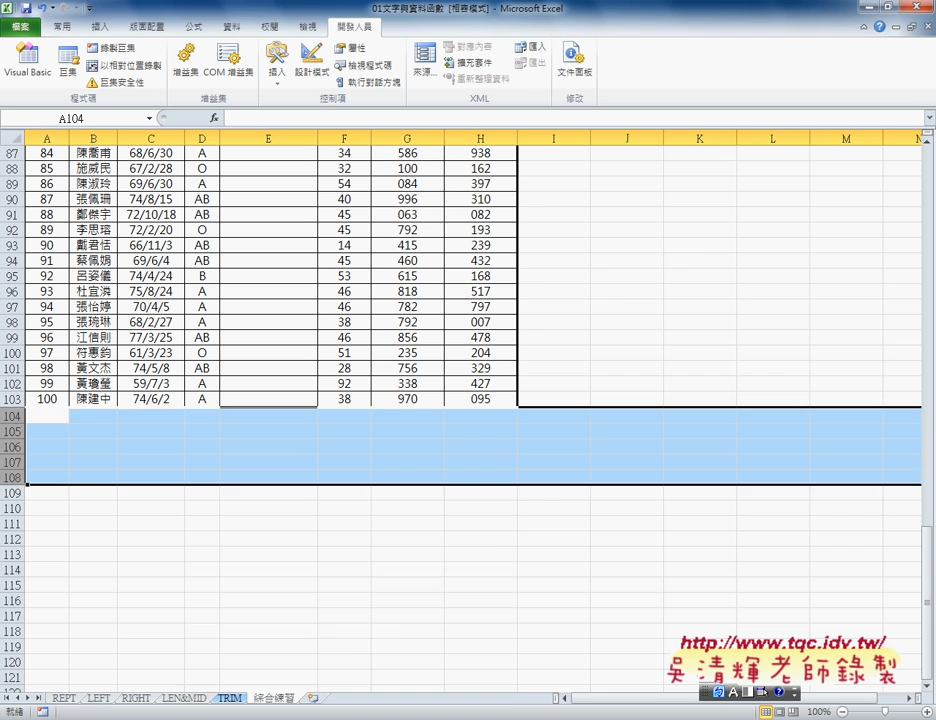 01文字與資料函數 [相容模式] - Microsoft Excel
檔案 常用 插入 版面配置 公式 資料 校閱 檢視 開發人員
Visual Basic 巨集 錄製巨集 以相對位置錄製 巨集安全性 增益集 COM 增益集 插入 設計模式 屬性 檢視程式碼 執行對話方塊 來源... 對應內容 擴充套件 重新整理資料 匯入 匯出 文件面板
程式碼 增益集 控制項 XML 修改
A104 fx
A B C D E F G H I J K L M N
87 84 陳喬甫 68/6/30 A 34 586 938
88 85 施威民 67/2/28 O 32 100 162
89 86 陳淑玲 69/6/30 A 54 084 397
90 87 張佩珊 74/8/15 AB 40 996 310
91 88 鄭傑宇 72/10/18 AB 45 063 082
92 89 李思瑢 72/2/20 O 45 792 193
93 90 戴君恬 66/11/3 AB 14 415 239
94 91 蔡佩娟 69/6/4 AB 45 460 432
95 92 呂姿儀 74/4/24 B 53 615 168
96 93 杜宜潾 75/8/24 A 46 818 517
97 94 張怡婷 70/4/5 A 46 782 797
98 95 張琬琳 68/2/27 A 38 792 007
99 96 江信則 77/3/25 AB 46 856 478
100 97 符惠鈞 61/3/23 O 51 235 204
101 98 黃文杰 74/5/8 AB 28 756 329
102 99 黃瓊瑩 59/7/3 A 92 338 427
103 100 陳建中 74/6/2 A 38 970 095
104
105
106
107
108
109
110
111
112
113
114
115
116
117
118
119
120
121
http://www.tqc.idv.tw/
吳清輝老師錄製
REPT LEFT RIGHT LEN&MID TRIM 綜合練習
就緒 100%